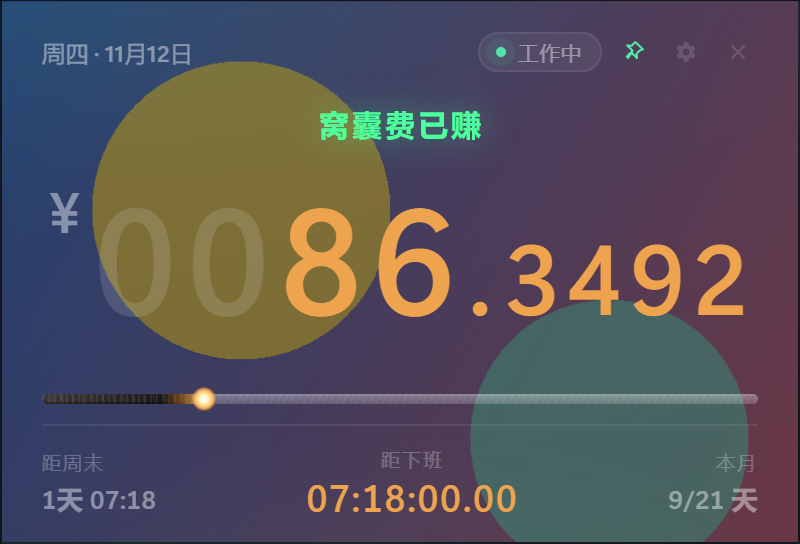 周四 · 11月12日
工作中
窝囊费已赚
¥ 0086.3492
距周末
距下班
本月
1天 07:18
07:18:00.00
9/21 天